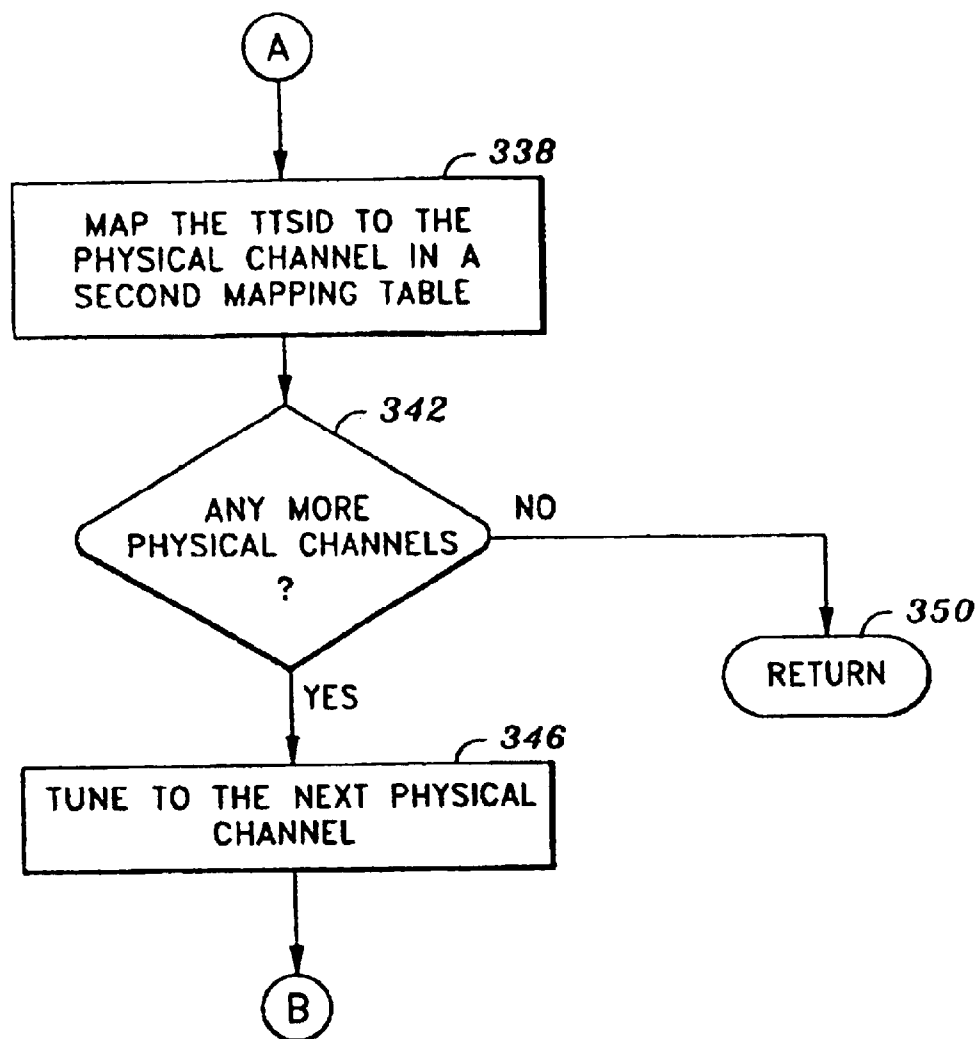 A
338
MAP THE TTSID TO THE
PHYSICAL CHANNEL IN A
SECOND MAPPING TABLE
342
ANY MORE
PHYSICAL CHANNELS
?
NO
350
RETURN
YES
346
TUNE TO THE NEXT PHYSICAL
CHANNEL
B